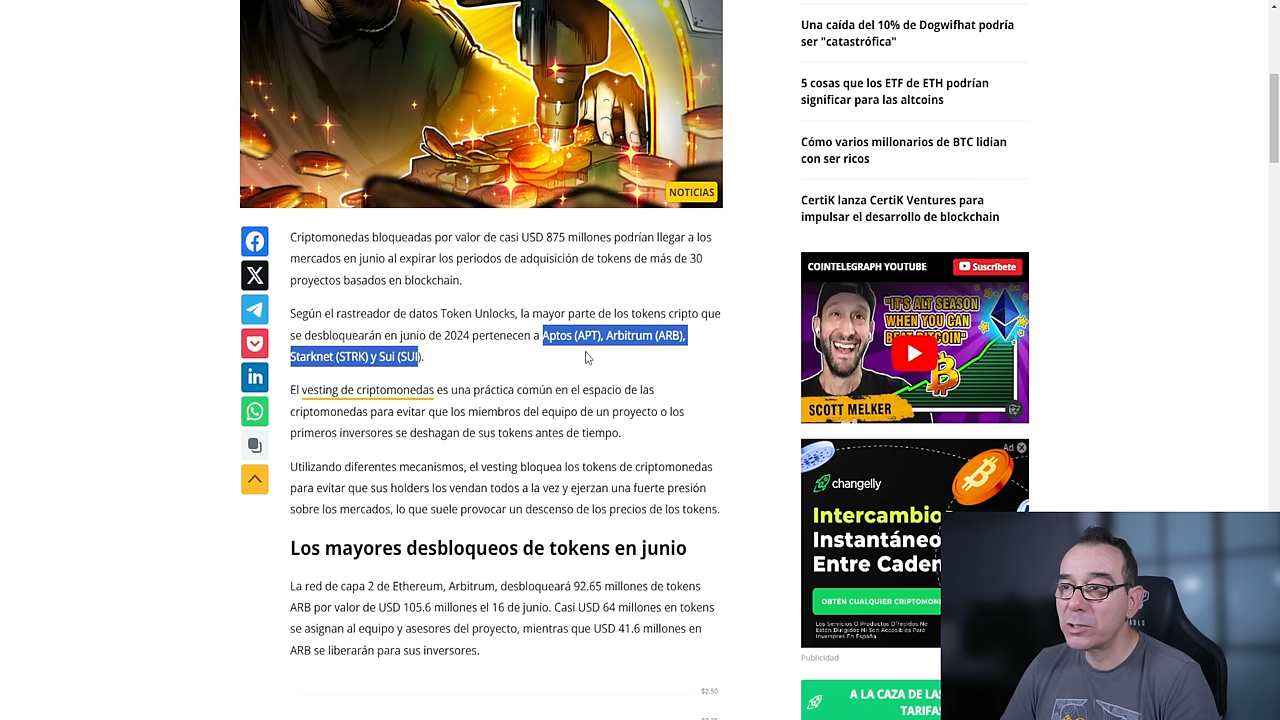 NOTICIAS
Criptomonedas bloqueadas por valor de casi USD 875 millones podrían llegar a los
mercados en junio al expirar los periodos de adquisición de tokens de más de 30
proyectos basados en blockchain.
Según el rastreador de datos Token Unlocks, la mayor parte de los tokens cripto que
se desbloquearán en junio de 2024 pertenecen a Aptos (APT), Arbitrum (ARB),
Starknet (STRK) y Sui (SUI).
El vesting de criptomonedas es una práctica común en el espacio de las
criptomonedas para evitar que los miembros del equipo de un proyecto o los
primeros inversores se deshagan de sus tokens antes de tiempo.
Utilizando diferentes mecanismos, el vesting bloquea los tokens de criptomonedas
para evitar que sus holders los vendan todos a la vez y ejerzan una fuerte presión
sobre los mercados, lo que suele provocar un descenso de los precios de los tokens.
Los mayores desbloqueos de tokens en junio
La red de capa 2 de Ethereum, Arbitrum, desbloqueará 92.65 millones de tokens
ARB por valor de USD 105.6 millones el 16 de junio. Casi USD 64 millones en tokens
se asignan al equipo y asesores del proyecto, mientras que USD 41.6 millones en
ARB se liberarán para sus inversores.
$2.50
Una caída del 10% de Dogwifhat podría
ser "catastrófica"
5 cosas que los ETF de ETH podrían
significar para las altcoins
Cómo varios millonarios de BTC lidian
con ser ricos
CertiK lanza CertiK Ventures para
impulsar el desarrollo de blockchain
COINTELEGRAPH YOUTUBE
Suscríbete
"IT'S ALT SEASON
WHEN YOU CAN
SCOTT MELKER
Ad
changelly
Intercambio
Instantáneo
Entre Caden
OBTÉN CUALQUIER CRIPTOMON
Los Servicios O Productos Ofrecidos No
Están Dirigidos Ni Son Accesibles Para
Inversores En España
Publicidad
A LA CAZA DE LAS
TARIFAS